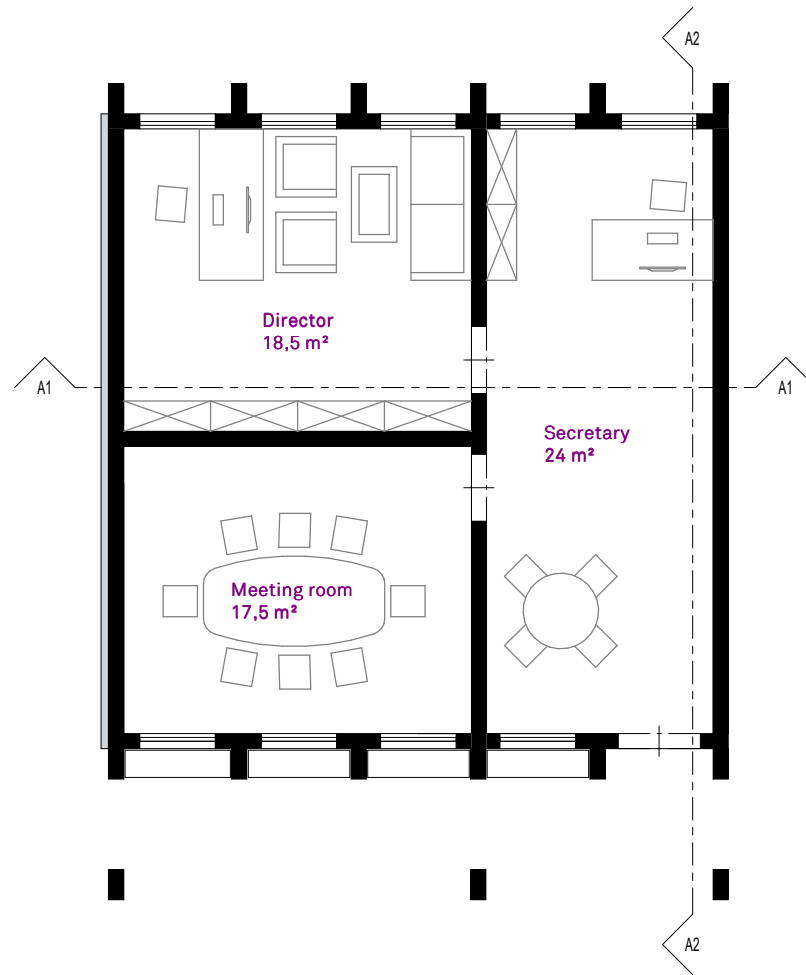 A2
Director
18,5 m²
A1
A1
Secretary
24 m²
Meeting room
17,5 m²
A2